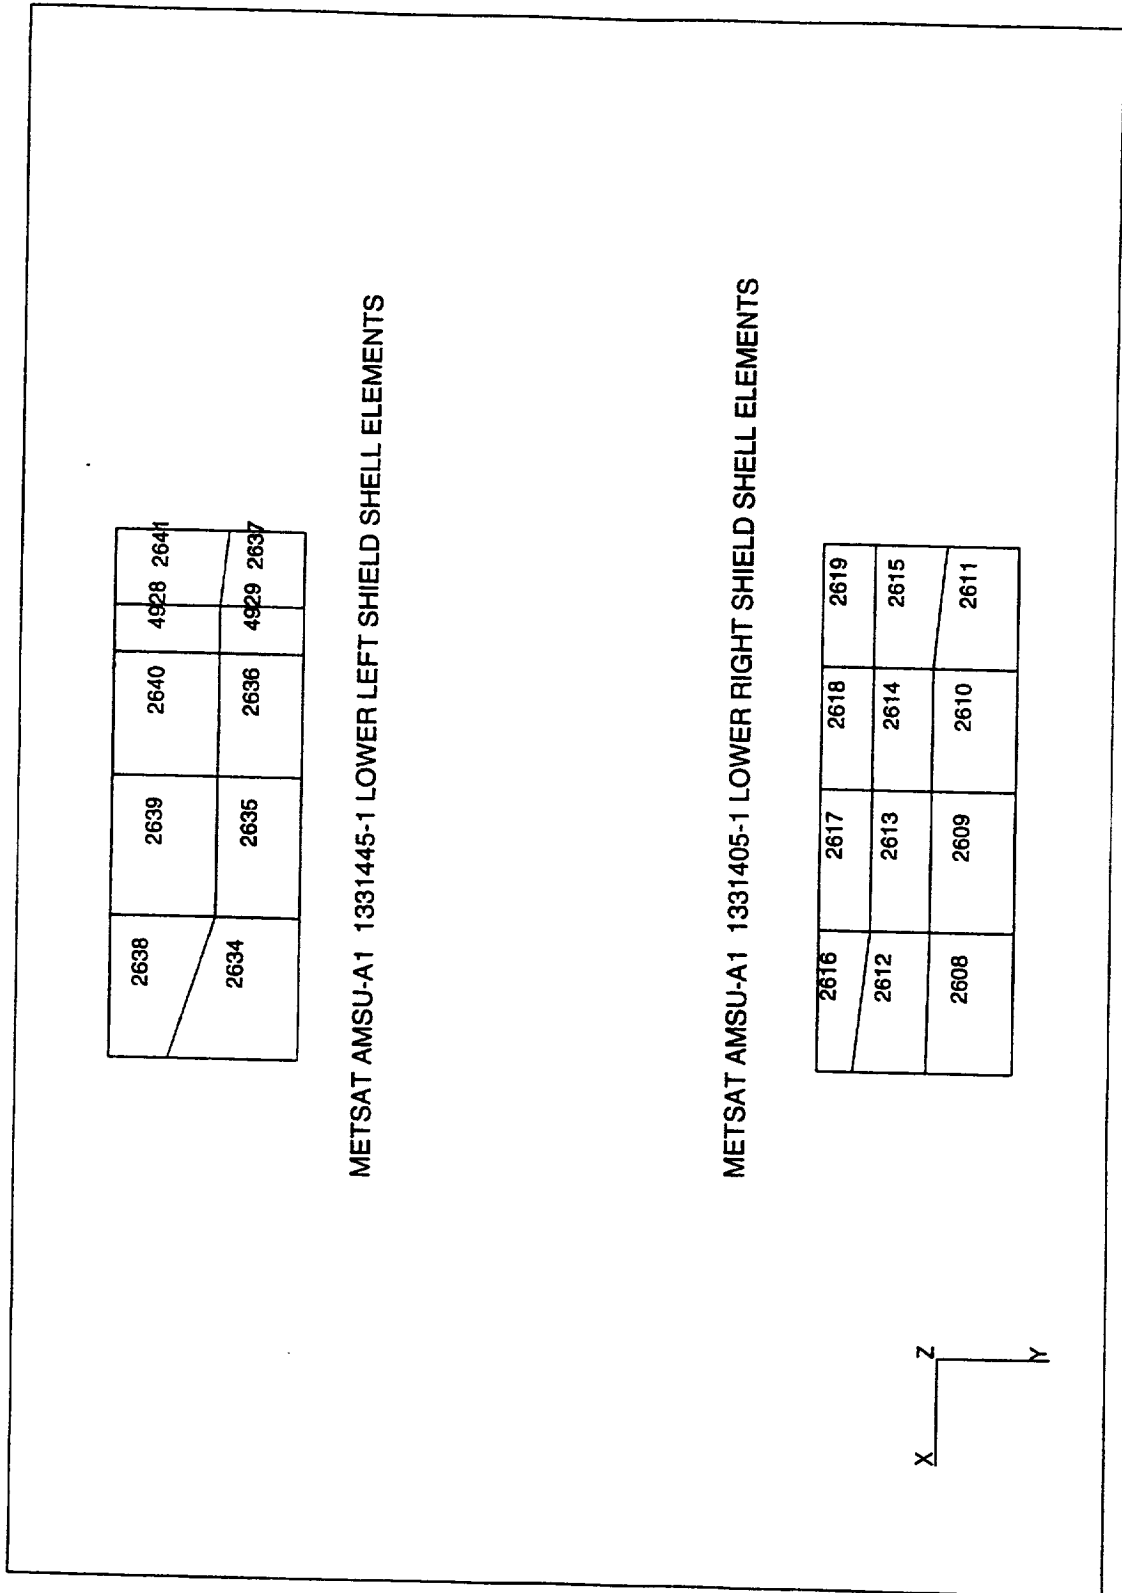 2638 2639 2640 4928 2641
2634 2635 2636 4929 2637
METSAT AMSU-A1 1331445-1 LOWER LEFT SHIELD SHELL ELEMENTS
METSAT AMSU-A1 1331405-1 LOWER RIGHT SHIELD SHELL ELEMENTS
2616 2617 2618 2619
2612 2613 2614 2615
2608 2609 2610 2611
X Z
Y